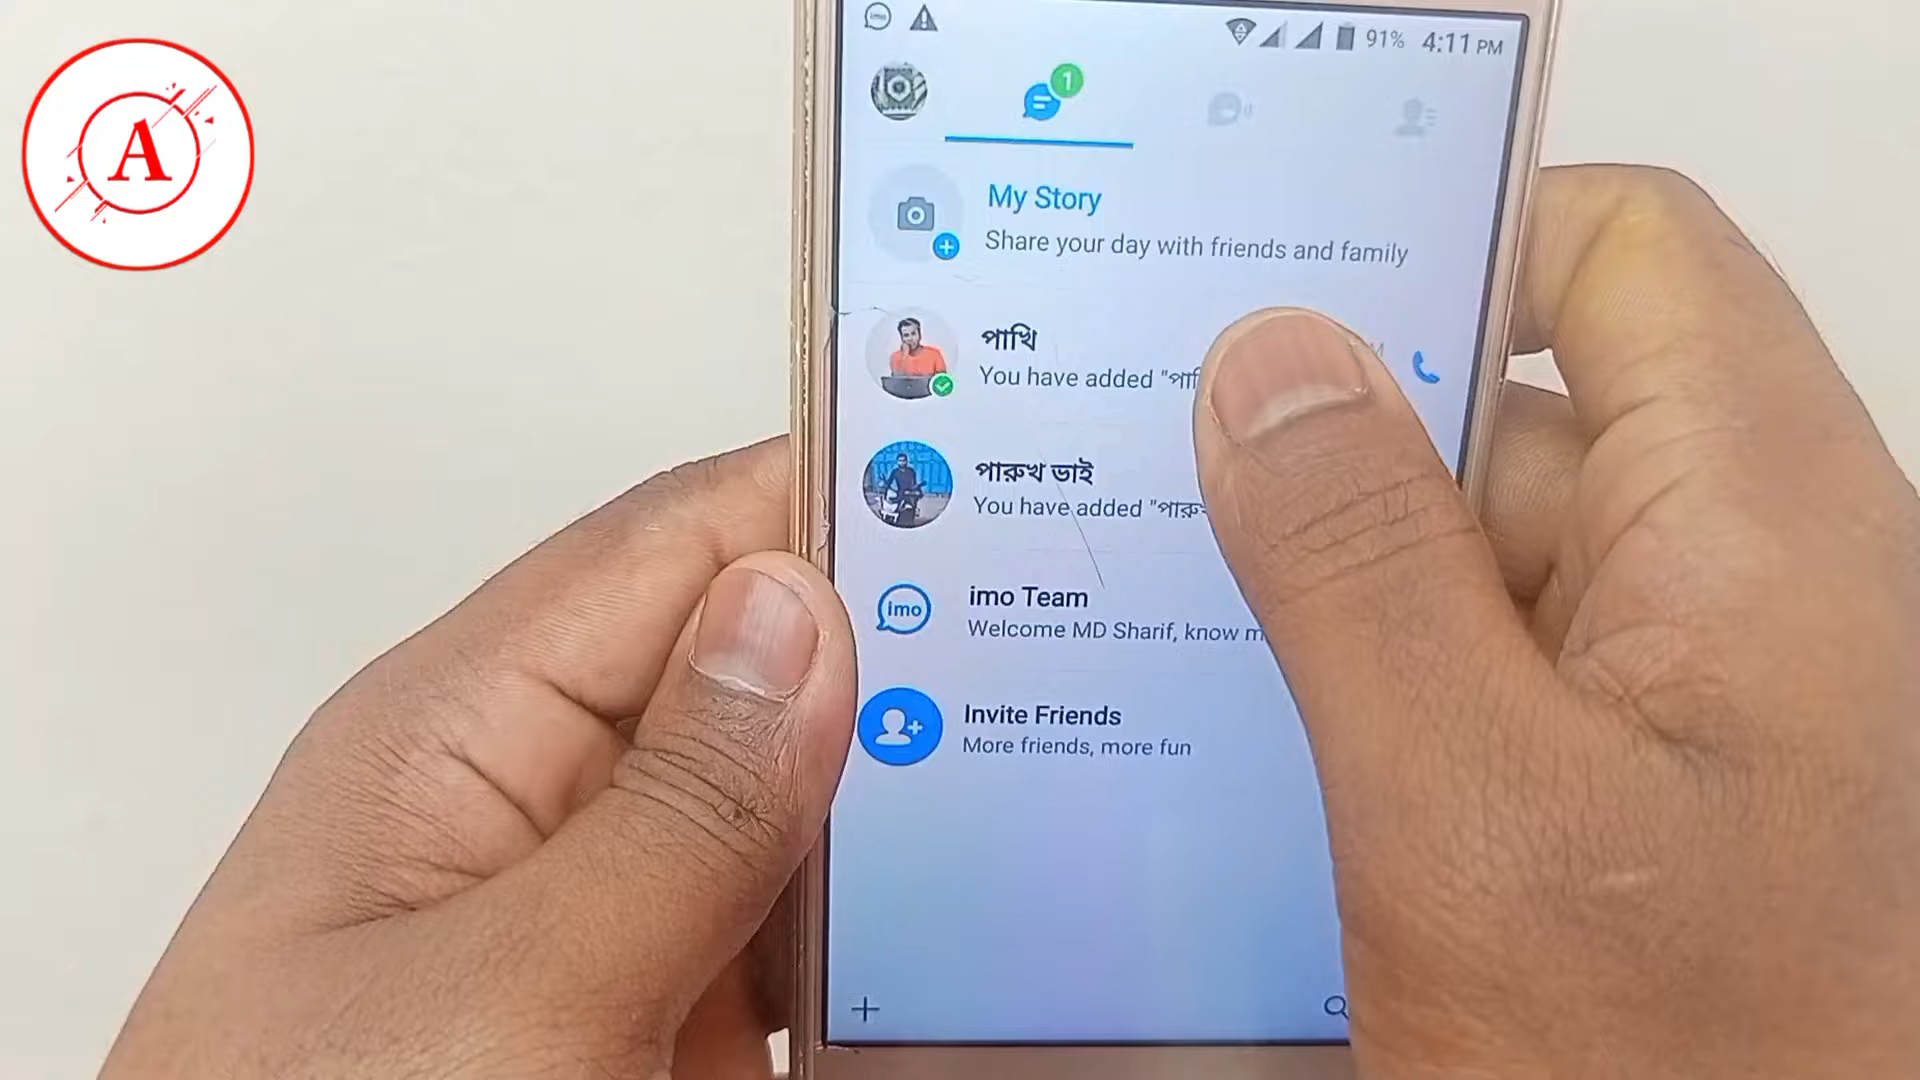 A
imo
91% 4:11 PM
1
My Story
Share your day with friends and family
পাখি
You have added "পাখি
পারুখ ভাই
You have added "পারু
imo
imo Team
Welcome MD Sharif, know m
Invite Friends
More friends, more fun